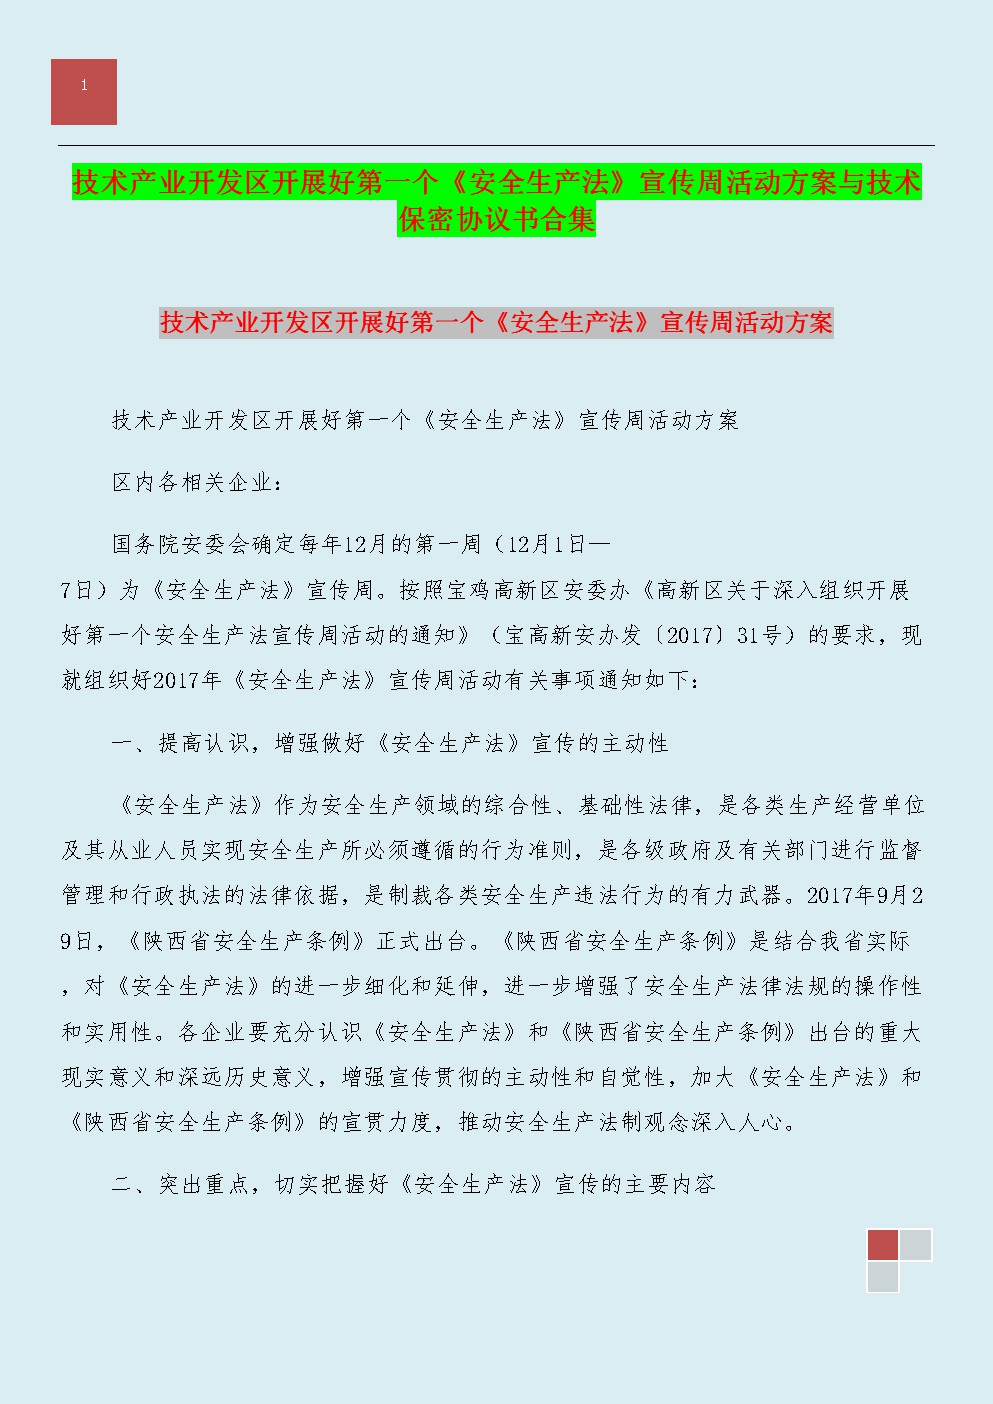 1
技术产业开发区开展好第一个《安全生产法》宣传周活动方案与技术
保密协议书合集
技术产业开发区开展好第一个《安全生产法》宣传周活动方案
技术产业开发区开展好第一个《安全生产法》宣传周活动方案
区内各相关企业：
国务院安委会确定每年12月的第一周（12月1日—
7日）为《安全生产法》宣传周。按照宝鸡高新区安委办《高新区关于深入组织开展
好第一个安全生产法宣传周活动的通知》（宝高新安办发〔2017〕31号）的要求，现
就组织好2017年《安全生产法》宣传周活动有关事项通知如下：
一、提高认识，增强做好《安全生产法》宣传的主动性
《安全生产法》作为安全生产领域的综合性、基础性法律，是各类生产经营单位
及其从业人员实现安全生产所必须遵循的行为准则，是各级政府及有关部门进行监督
管理和行政执法的法律依据，是制裁各类安全生产违法行为的有力武器。2017年9月2
9日，《陕西省安全生产条例》正式出台。《陕西省安全生产条例》是结合我省实际
，对《安全生产法》的进一步细化和延伸，进一步增强了安全生产法律法规的操作性
和实用性。各企业要充分认识《安全生产法》和《陕西省安全生产条例》出台的重大
现实意义和深远历史意义，增强宣传贯彻的主动性和自觉性，加大《安全生产法》和
《陕西省安全生产条例》的宣贯力度，推动安全生产法制观念深入人心。
二、突出重点，切实把握好《安全生产法》宣传的主要内容